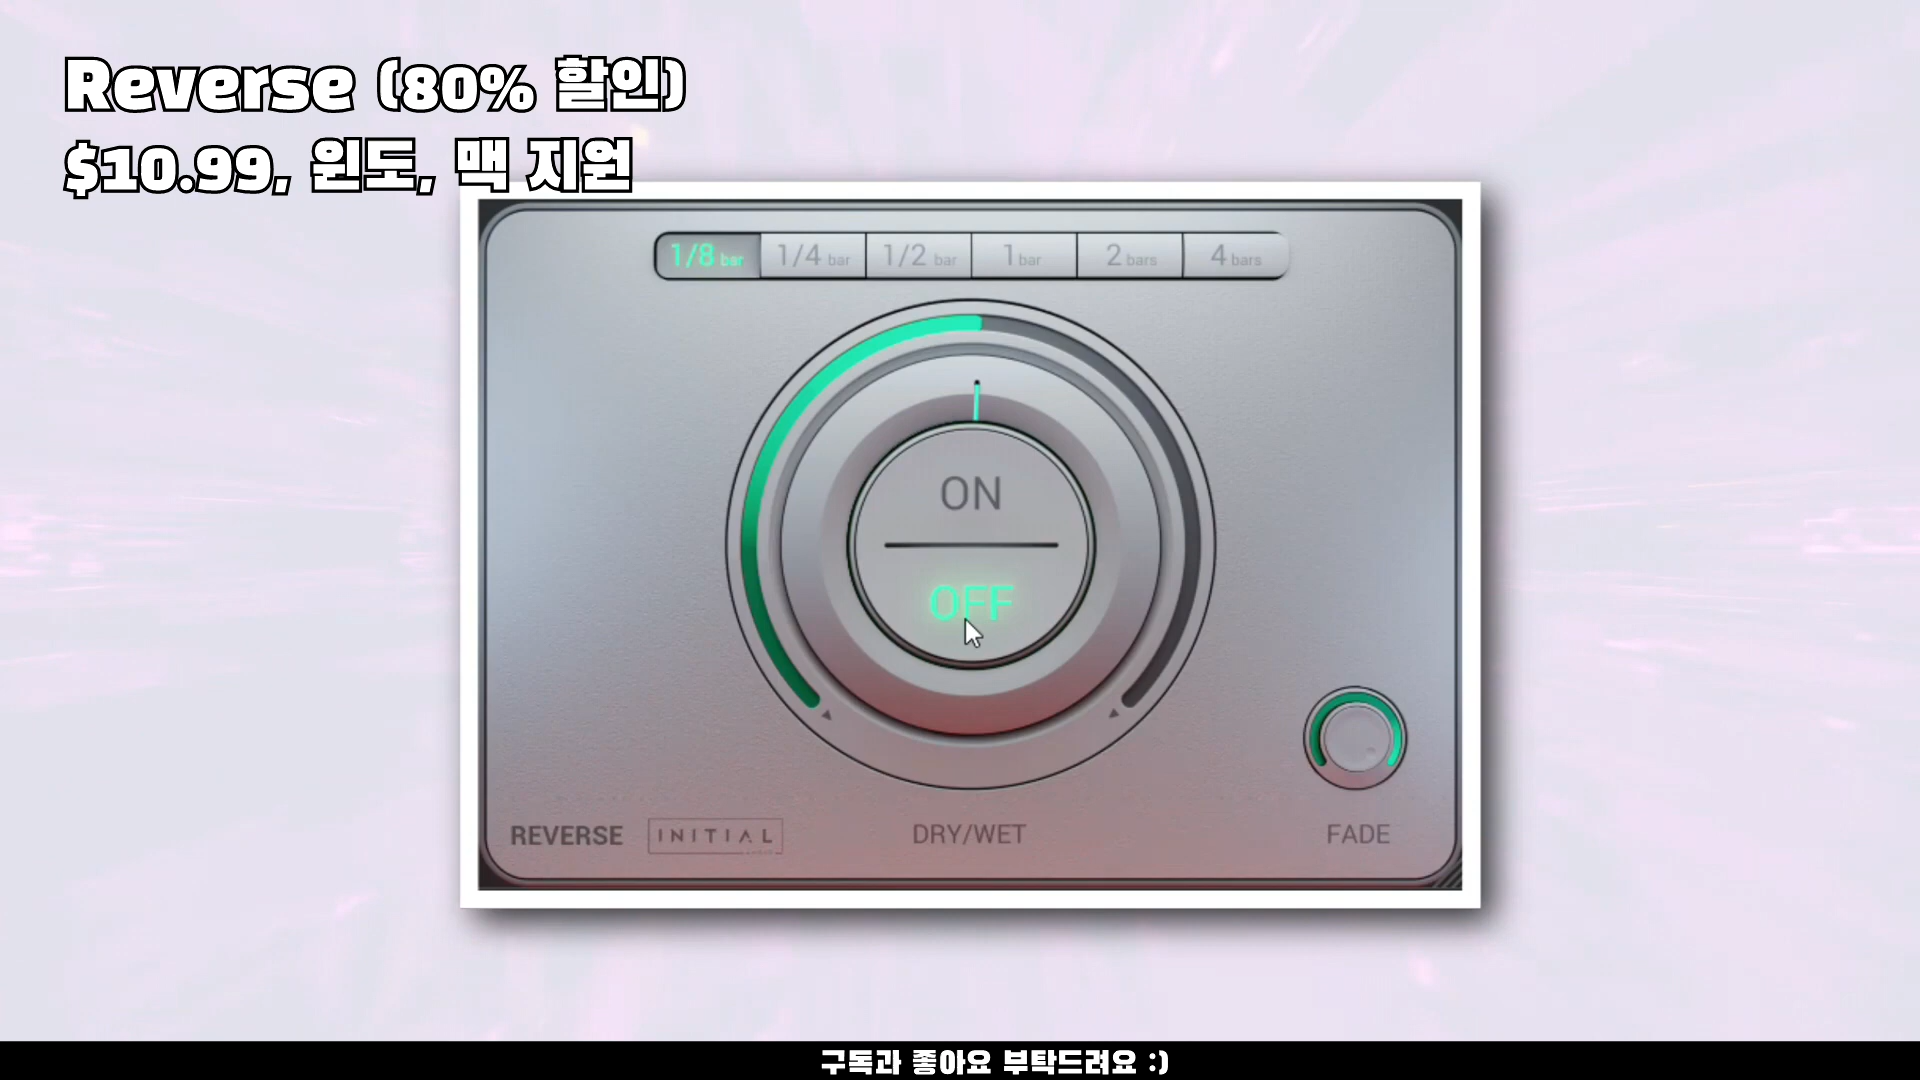 Reverse (80% 할인)
$10.99, 윈도, 맥 지원
1/8 bar 1/4 bar 1/2 bar 1 bar 2 bars 4 bars
ON
OFF
REVERSE INITIAL DRY/WET FADE
구독과 좋아요 부탁드려요 :)